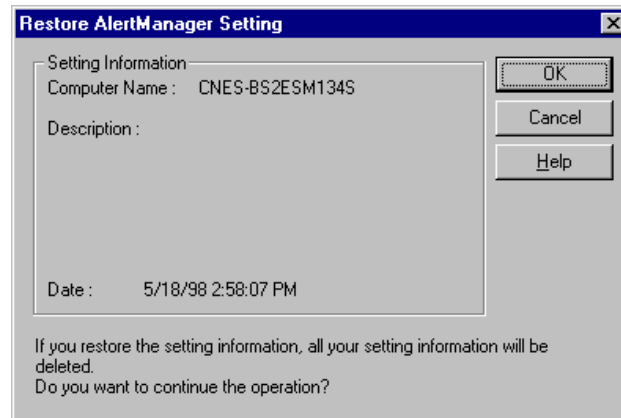 Restore AlertManager Setting
Setting Information
Computer Name : CNES-BS2ESM134S
Description :
Date : 5/18/98 2:58:07 PM
OK
Cancel
Help
If you restore the setting information, all your setting information will be
deleted.
Do you want to continue the operation?